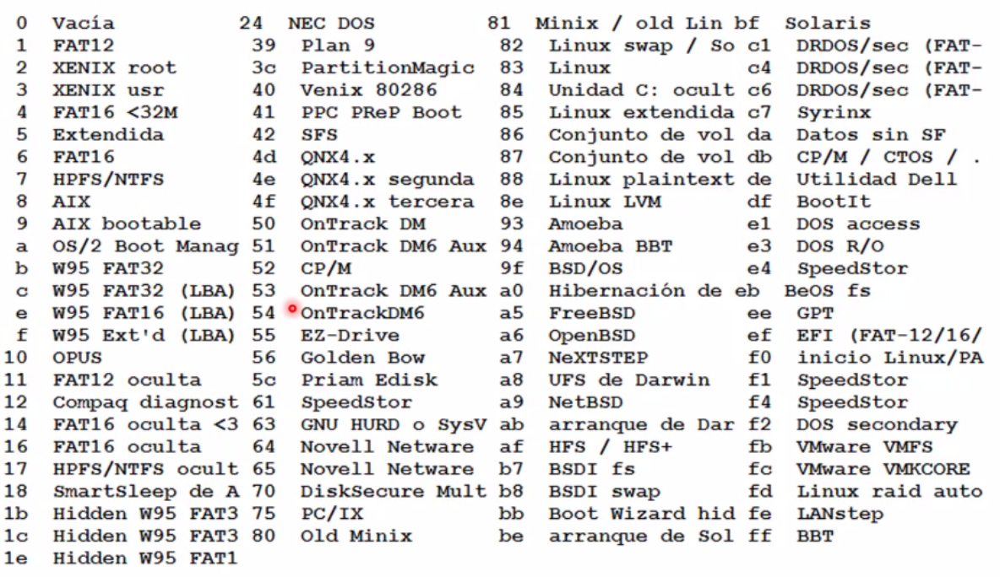 0 Vacía 24 NEC DOS 81 Minix / old Lin bf Solaris
1 FAT12 39 Plan 9 82 Linux swap / So c1 DRDOS/sec (FAT-
2 XENIX root 3c PartitionMagic 83 Linux c4 DRDOS/sec (FAT-
3 XENIX usr 40 Venix 80286 84 Unidad C: ocult c6 DRDOS/sec (FAT-
4 FAT16 <32M 41 PPC PReP Boot 85 Linux extendida c7 Syrinx
5 Extendida 42 SFS 86 Conjunto de vol da Datos sin SF
6 FAT16 4d QNX4.x 87 Conjunto de vol db CP/M / CTOS / .
7 HPFS/NTFS 4e QNX4.x segunda 88 Linux plaintext de Utilidad Dell
8 AIX 4f QNX4.x tercera 8e Linux LVM df BootIt
9 AIX bootable 50 OnTrack DM 93 Amoeba e1 DOS access
a OS/2 Boot Manag 51 OnTrack DM6 Aux 94 Amoeba BBT e3 DOS R/O
b W95 FAT32 52 CP/M 9f BSD/OS e4 SpeedStor
c W95 FAT32 (LBA) 53 OnTrack DM6 Aux a0 Hibernación de eb BeOS fs
e W95 FAT16 (LBA) 54 OnTrackDM6 a5 FreeBSD ee GPT
f W95 Ext'd (LBA) 55 EZ-Drive a6 OpenBSD ef EFI (FAT-12/16/
10 OPUS 56 Golden Bow a7 NeXTSTEP f0 inicio Linux/PA
11 FAT12 oculta 5c Priam Edisk a8 UFS de Darwin f1 SpeedStor
12 Compaq diagnost 61 SpeedStor a9 NetBSD f4 SpeedStor
14 FAT16 oculta <3 63 GNU HURD o SysV ab arranque de Dar f2 DOS secondary
16 FAT16 oculta 64 Novell Netware af HFS / HFS+ fb VMware VMFS
17 HPFS/NTFS ocult 65 Novell Netware b7 BSDI fs fc VMware VMKCORE
18 SmartSleep de A 70 DiskSecure Mult b8 BSDI swap fd Linux raid auto
1b Hidden W95 FAT3 75 PC/IX bb Boot Wizard hid fe LANstep
1c Hidden W95 FAT3 80 Old Minix be arranque de Sol ff BBT
1e Hidden W95 FAT1